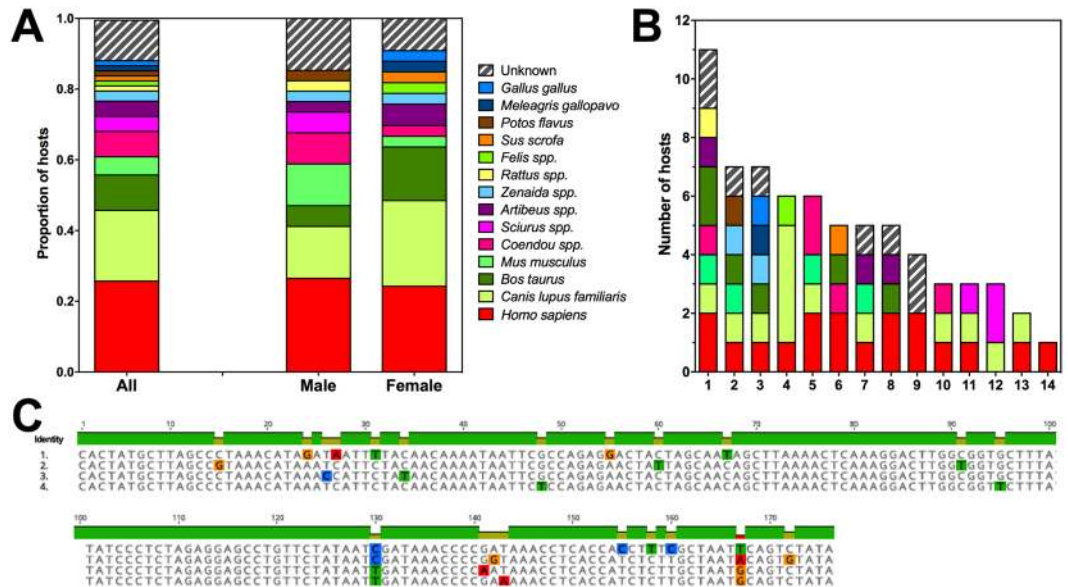 A
B
Proportion of hosts
1.0
0.8
0.6
0.4
0.2
0.0
All
Male
Female
Unknown
Gallus gallus
Meleagris gallopavo
Potos flavus
Sus scrofa
Felis spp.
Rattus spp.
Zenaida spp.
Artibeus spp.
Sciurus spp.
Coendou spp.
Mus musculus
Bos taurus
Canis lupus familiaris
Homo sapiens
Number of hosts
12
10
8
6
4
2
0
1 2 3 4 5 6 7 8 9 10 11 12 13 14
C
1 10 20 30 40 50 60 70 80 90 100
Identity
1. CACTATGCTTAGCCCTAAACATAGATAATTTTACAACAAAATAATTCGCCAGAGGACTACTAGCAATAGCTTAAAACTCAAAGGACTTGGCGGTGCTTTA
2. CACTATGCTTAGCCGTAAACATAAATCATTCTACAACAAAATAATTCGCCAGAGAACTATTAGCAACAGCTTAAAACTCAAAGGACTTGGTGGTGCTTTA
3. CACTATGCTTAGCCCTAAACATAAACCATTCTATAACAAAATAATTCGCCAGAGAACTACTAGCAACAGCTTAAAACTCAAAGGACTTGGCGGTGCTTTA
4. CACTATGCTTAGCCCTAAACATAAATCATTCTACAACAAAATAATTCTCCAGAGAACTACTAGCAACAGCTTAAAACTCAAAGGACTTGGCGGTTCTTTA
100 110 120 130 140 150 160 170
TATCCCTCTAGAGGAGCCTGTTCTATAATCGATAAACCCCGATAAACCTCACCACCTTTCGCTAATTCAGTCTATA
TATCCCTCTAGAGGAGCCTGTTCTATAATCGATAAACCCCGGTAAACCTCACCATCTCTTGCTAATACAGTGTATA
TATCCCTCTAGAGGAGCCTGTTCTATAATTGATAAACCCCAATAAACCTCACCATCTCTTGCTAATGCAGTCTATA
TATCCCTCTAGAGGAGCCTGTTCTATAATTGATAAACCCCGAAAAACCTCACCATCTCTTGCTAATGCAGTCTATA